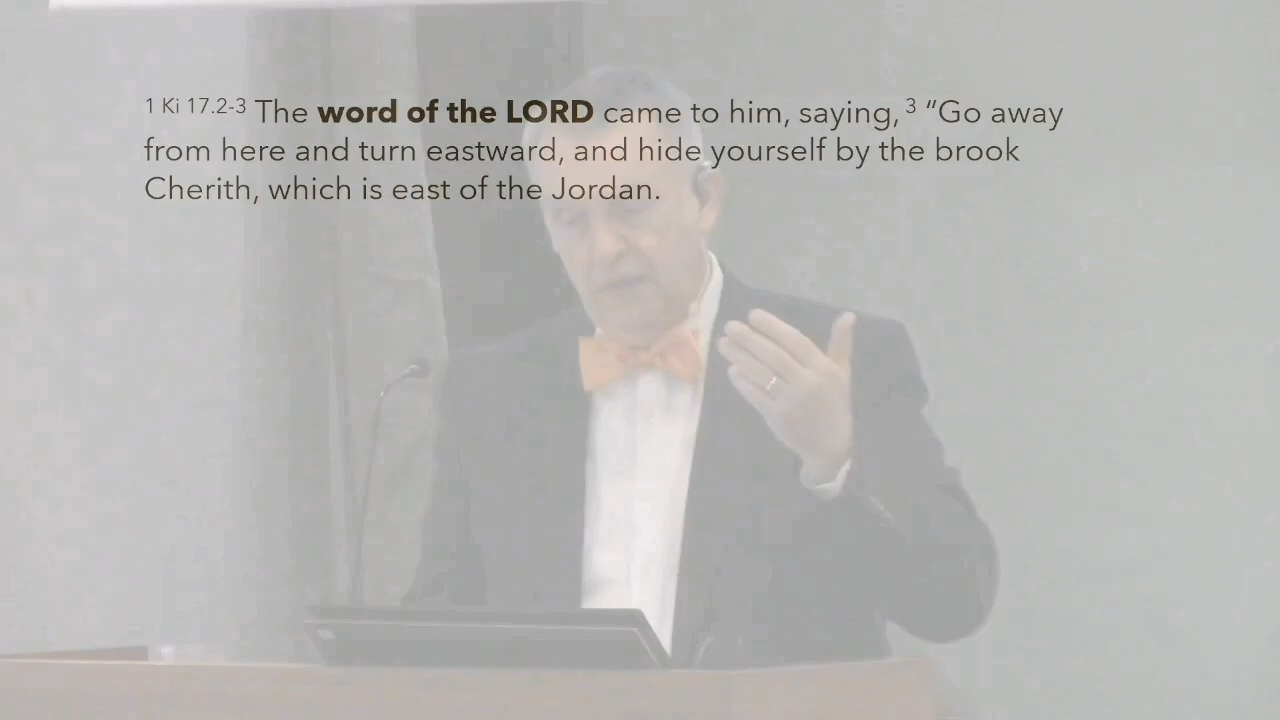 1 Ki 17.2-3 The word of the LORD came to him, saying, 3 “Go away
from here and turn eastward, and hide yourself by the brook
Cherith, which is east of the Jordan.